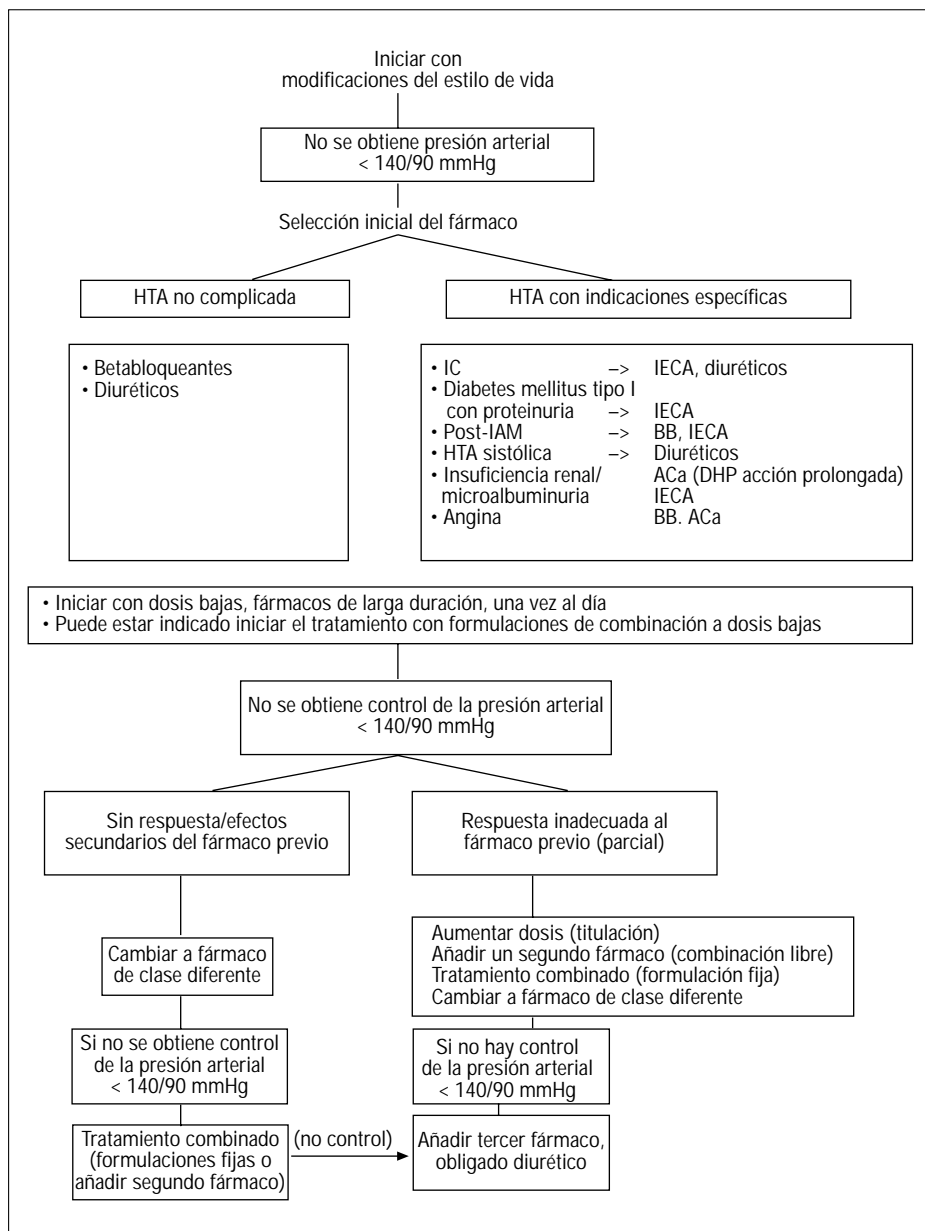 Iniciar con
modificaciones del estilo de vida
No se obtiene presión arterial
< 140/90 mmHg
Selección inicial del fármaco
HTA no complicada
HTA con indicaciones específicas
• Betabloqueantes
• Diuréticos
• IC –> IECA, diuréticos
• Diabetes mellitus tipo I
con proteinuria –> IECA
• Post-IAM –> BB, IECA
• HTA sistólica –> Diuréticos
• Insuficiencia renal/ ACa (DHP acción prolongada)
microalbuminuria IECA
• Angina BB. ACa
• Iniciar con dosis bajas, fármacos de larga duración, una vez al día
• Puede estar indicado iniciar el tratamiento con formulaciones de combinación a dosis bajas
No se obtiene control de la presión arterial
< 140/90 mmHg
Sin respuesta/efectos
secundarios del fármaco previo
Respuesta inadecuada al
fármaco previo (parcial)
Cambiar a fármaco
de clase diferente
Aumentar dosis (titulación)
Añadir un segundo fármaco (combinación libre)
Tratamiento combinado (formulación fija)
Cambiar a fármaco de clase diferente
Si no se obtiene control
de la presión arterial
< 140/90 mmHg
Si no hay control
de la presión arterial
< 140/90 mmHg
Tratamiento combinado
(formulaciones fijas o
añadir segundo fármaco)
(no control)
Añadir tercer fármaco,
obligado diurético